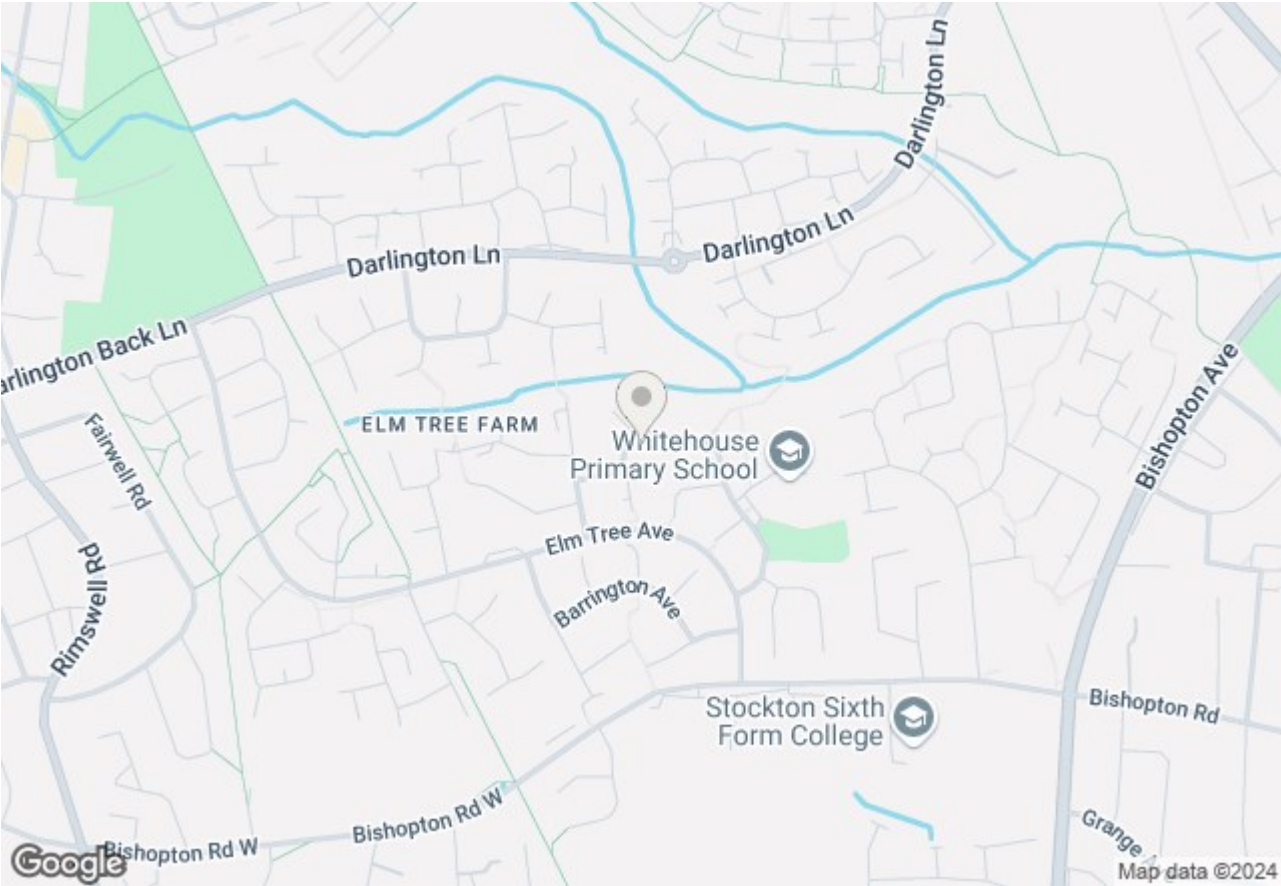 Darlington Ln
Darlington Ln
Darlington Ln
arlington Back Ln
Bishopton Ave
Fairwell Rd
ELM TREE FARM
Whitehouse
Primary School
Elm Tree Ave
Barrington Ave
Rimswell Rd
Stockton Sixth
Form College
Bishopton Rd
Bishopton Rd W
Bishopton Rd W
Grange A
Google
Map data ©2024